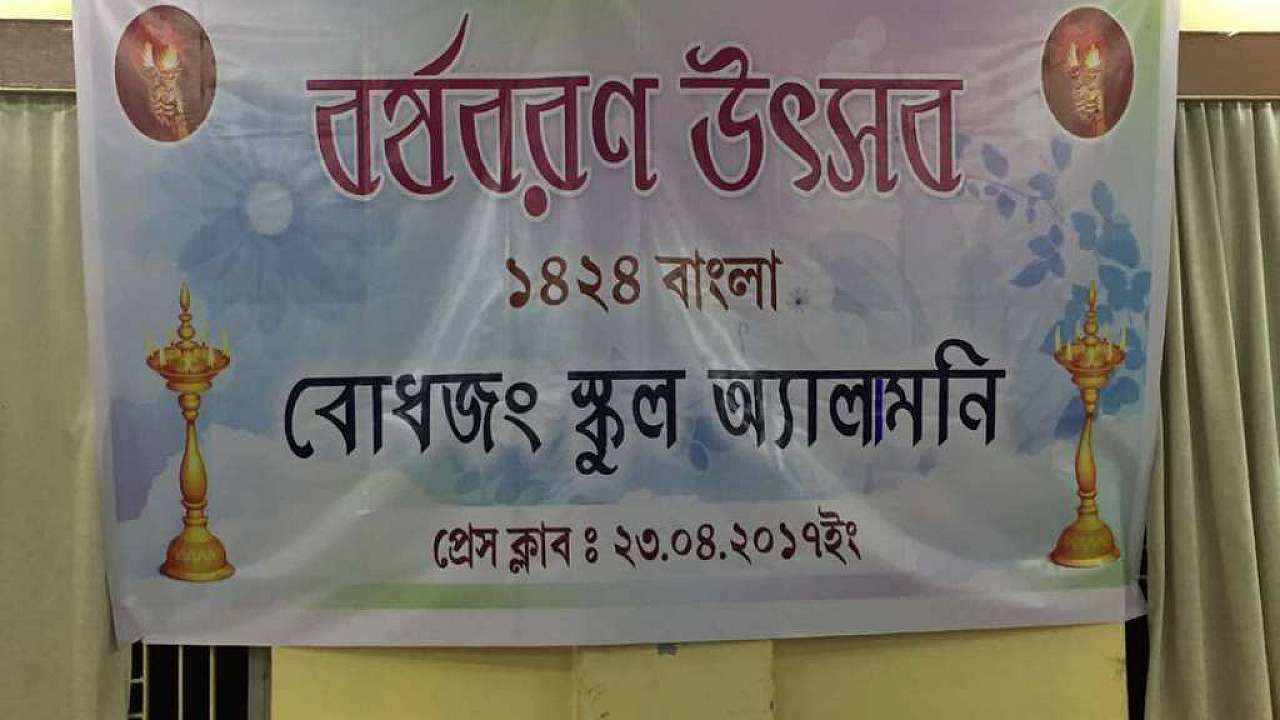 বর্ষবরণ উৎসব
১৪২৪ বাংলা
বোধজং স্কুল অ্যালামনি
প্রেস ক্লাব ঃ ২৩.০৪.২০১৭ইং